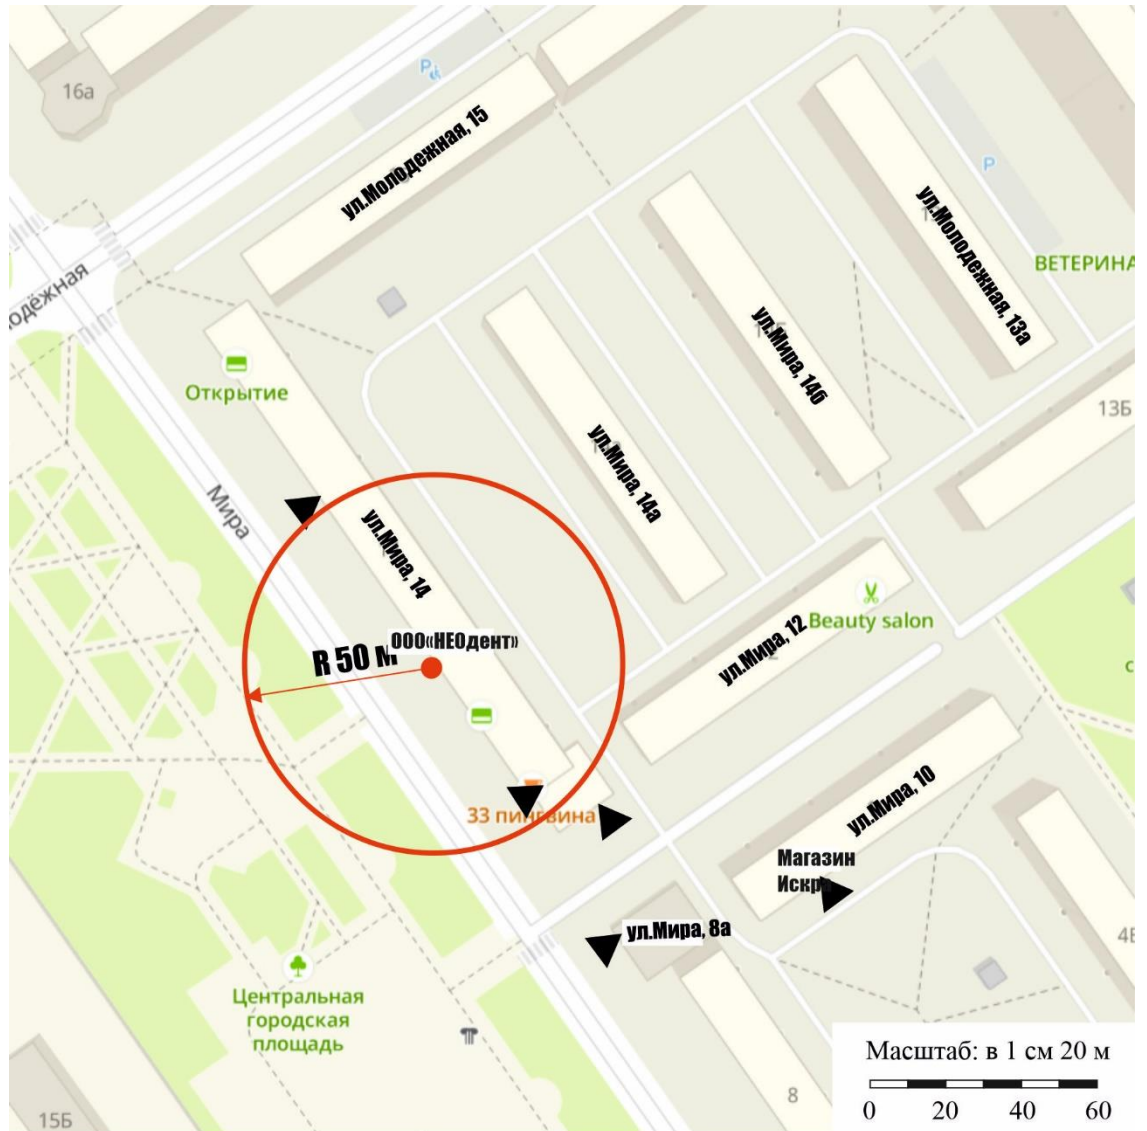 16а
P
ул.Молодежная, 15
P
ул.Молодежная, 13а
ВЕТЕРИНА
одёжная
Открытие
ул.Мира, 14б
13Б
Мира
ул.Мира, 14а
ул.Мира, 14
Beauty salon
ООО«НЕОдент»
R 50 м
ул.Мира, 12
33 пингвина
ул.Мира, 10
Магазин
Искра
ул.Мира, 8а
Центральная
городская
площадь
Масштаб: в 1 см 20 м
0 20 40 60
8
15Б